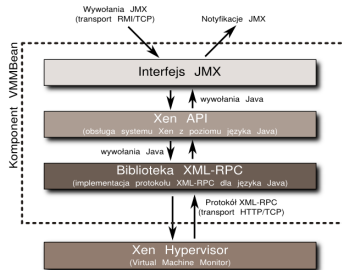 Wywołania JMX
(transport RMI/TCP)
Notyfikacje JMX
Komponent VMMBean
Interfejs JMX
wywołania Java
Xen API
(obsługa systemu Xen z poziomu języka Java)
wywołania Java
Biblioteka XML-RPC
(implementacja protokołu XML-RPC dla języka Java)
Protokół XML-RPC
(transport HTTP/TCP)
Xen Hypervisor
(Virtual Machine Monitor)